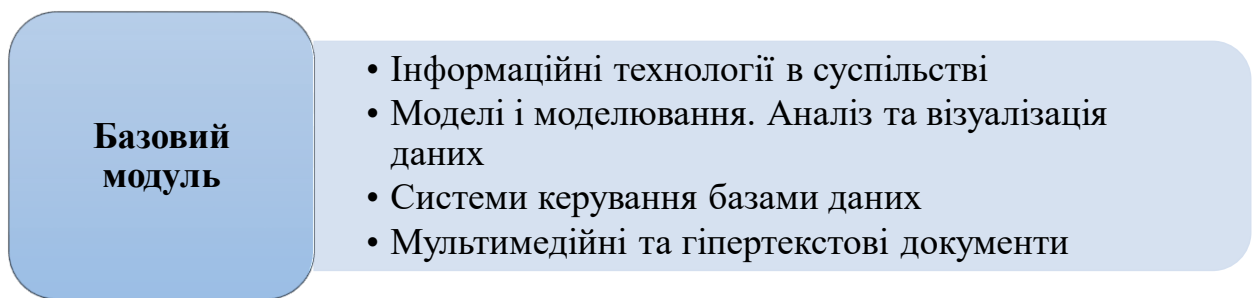 Базовий
модуль
• Інформаційні технології в суспільстві
• Моделі і моделювання. Аналіз та візуалізація
даних
• Системи керування базами даних
• Мультимедійні та гіпертекстові документи